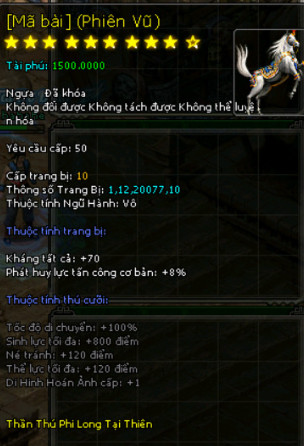 [Mã bài] (Phiên Vũ)
Tài phú: 1500.0000
Ngựa Đã khóa
Không đổi được Không tách được Không thể luyện hóa
Yêu cầu cấp: 50
Cấp trang bị: 10
Thông số Trang Bị: 1,12,20077,10
Thuộc tính Ngũ Hành: Vô
Thuộc tính trang bị:
Kháng tất cả: +70
Phát huy lực tấn công cơ bản: +8%
Thuộc tính thú cưỡi:
Tốc độ di chuyển: +100%
Sinh lực tối đa: +800 điểm
Né tránh: +120 điểm
Thể lực tối đa: +120 điểm
Di Hình Hoán Ảnh cấp: +1
Thần Thú Phi Long Tại Thiên